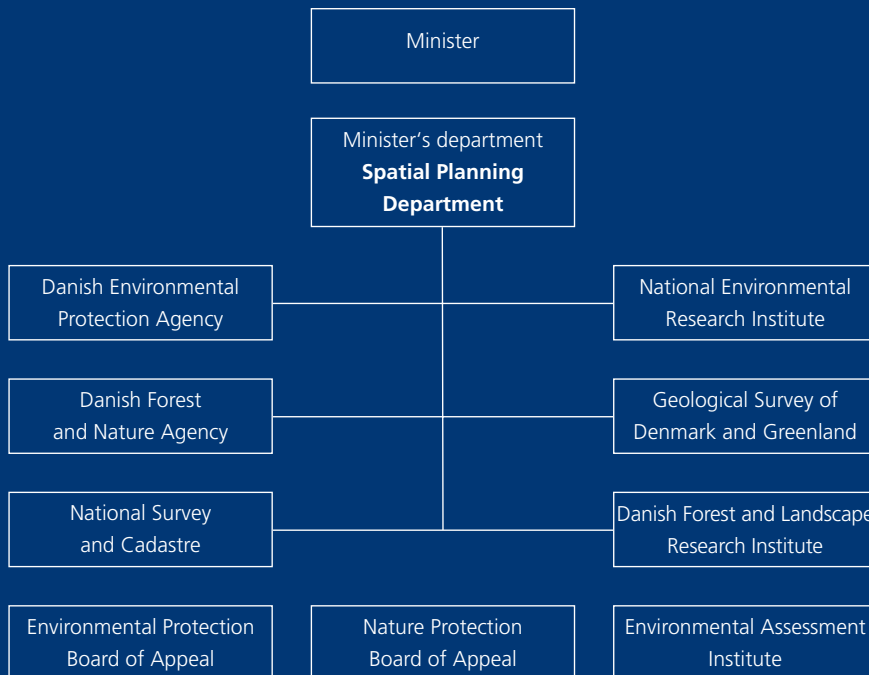 Minister
Minister's department
Spatial Planning
Department
Danish Environmental
Protection Agency
National Environmental
Research Institute
Danish Forest
and Nature Agency
Geological Survey of
Denmark and Greenland
National Survey
and Cadastre
Danish Forest and Landscape
Research Institute
Environmental Protection
Board of Appeal
Nature Protection
Board of Appeal
Environmental Assessment
Institute